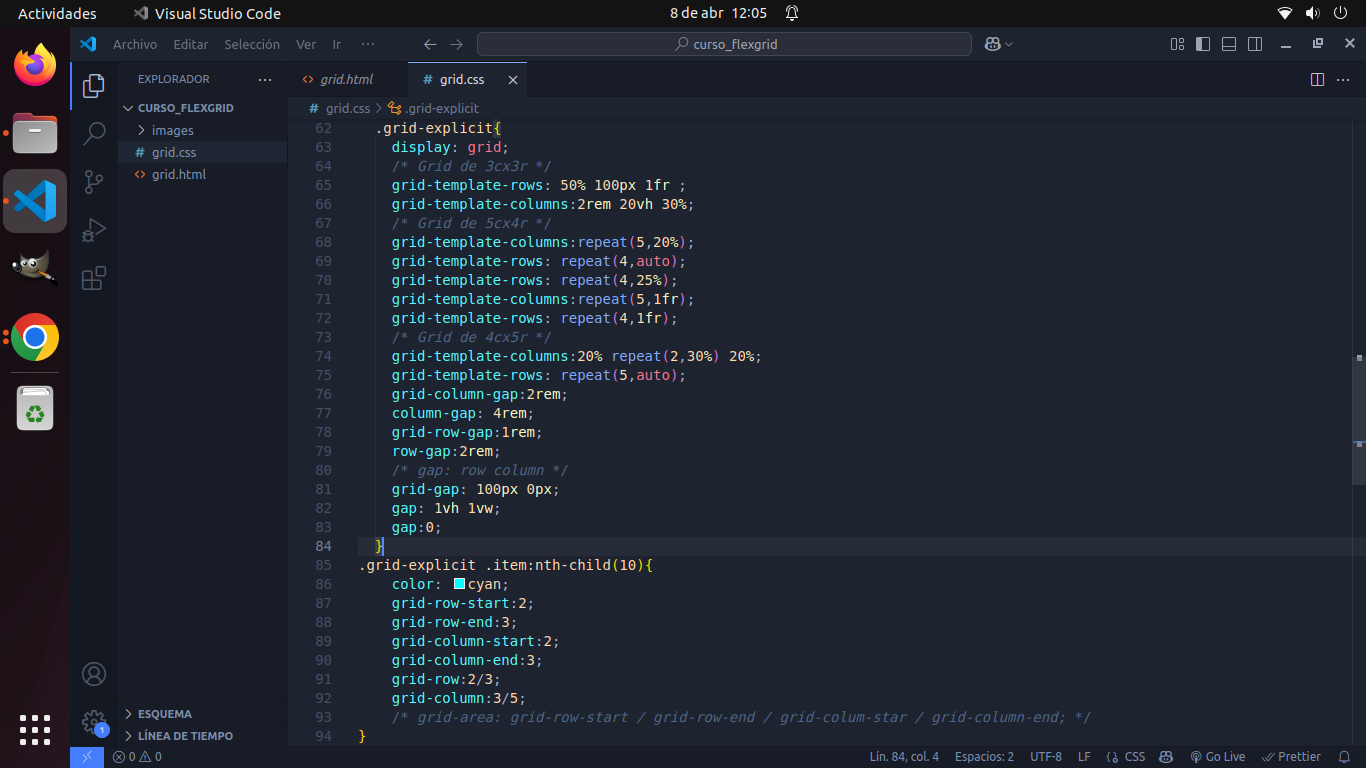 Actividades
Visual Studio Code
8 de abr 12:05
Archivo Editar Selección Ver Ir ···
curso_flexgrid
EXPLORADOR ···
CURSO_FLEXGRID
images
# grid.css
<> grid.html
ESQUEMA
LÍNEA DE TIEMPO
1
<> grid.html
# grid.css
# grid.css > .grid-explicit
62 .grid-explicit{
63 display: grid;
64 /* Grid de 3cx3r */
65 grid-template-rows: 50% 100px 1fr ;
66 grid-template-columns:2rem 20vh 30%;
67 /* Grid de 5cx4r */
68 grid-template-columns:repeat(5,20%);
69 grid-template-rows: repeat(4,auto);
70 grid-template-rows: repeat(4,25%);
71 grid-template-columns:repeat(5,1fr);
72 grid-template-rows: repeat(4,1fr);
73 /* Grid de 4cx5r */
74 grid-template-columns:20% repeat(2,30%) 20%;
75 grid-template-rows: repeat(5,auto);
76 grid-column-gap:2rem;
77 column-gap: 4rem;
78 grid-row-gap:1rem;
79 row-gap:2rem;
80 /* gap: row column */
81 grid-gap: 100px 0px;
82 gap: 1vh 1vw;
83 gap:0;
84 }
85 .grid-explicit .item:nth-child(10){
86 color: cyan;
87 grid-row-start:2;
88 grid-row-end:3;
89 grid-column-start:2;
90 grid-column-end:3;
91 grid-row:2/3;
92 grid-column:3/5;
93 /* grid-area: grid-row-start / grid-row-end / grid-colum-star / grid-column-end; */
94 }
0 0
Lín. 84, col. 4 Espacios: 2 UTF-8 LF {} CSS Go Live Prettier